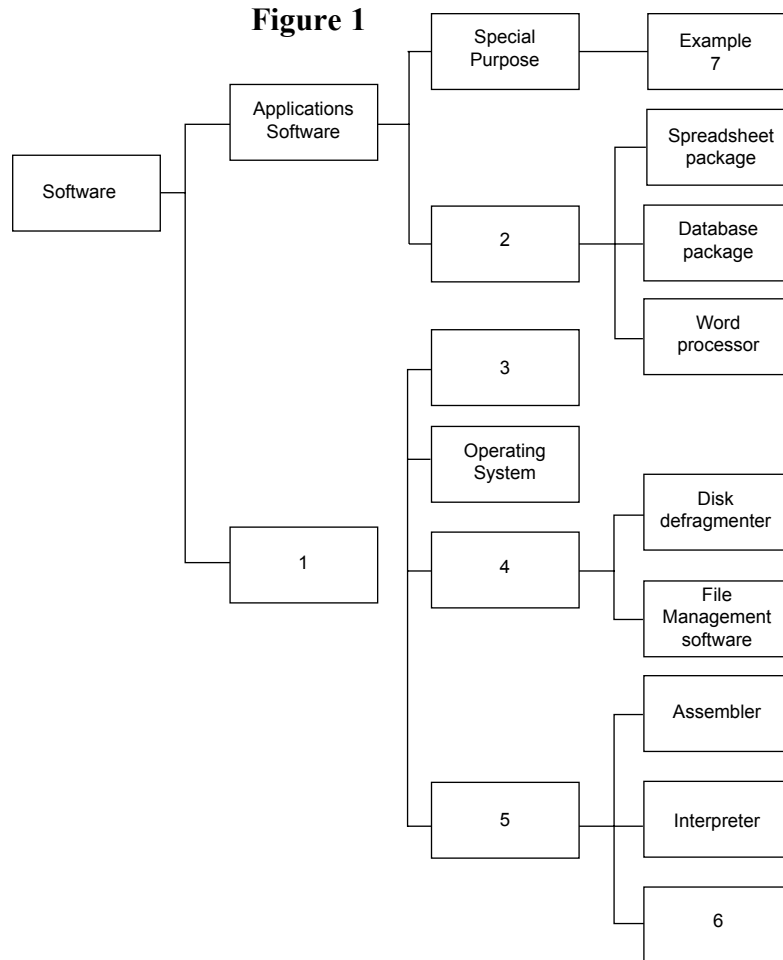 Figure 1
Special
Purpose
Example
7
Applications
Software
Spreadsheet
package
Software
2
Database
package
Word
processor
3
Operating
System
Disk
defragmenter
1
4
File
Management
software
Assembler
5
Interpreter
6